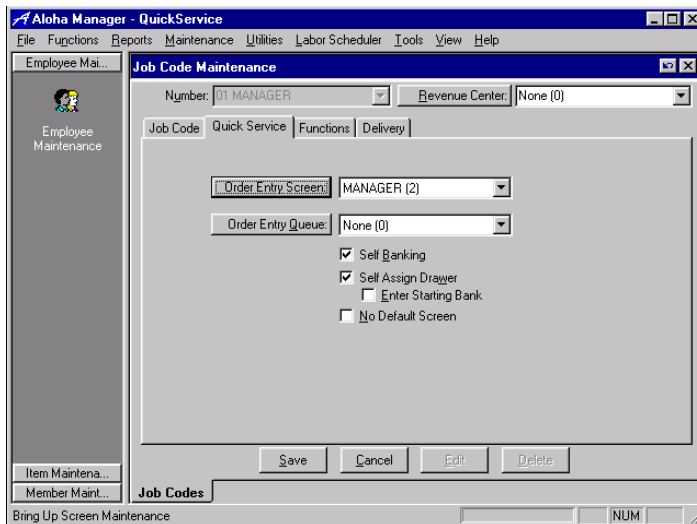 Aloha Manager - QuickService
File Functions Reports Maintenance Utilities Labor Scheduler Tools View Help
Employee Mai...
Job Code Maintenance
Number: 01 MANAGER Revenue Center: None (0)
Job Code Quick Service Functions Delivery
Employee
Maintenance
Order Entry Screen: MANAGER (2)
Order Entry Queue: None (0)
Self Banking
Self Assign Drawer
Enter Starting Bank
No Default Screen
Save Cancel Edit Delete
Item Maintena...
Member Maint...
Job Codes
Bring Up Screen Maintenance NUM